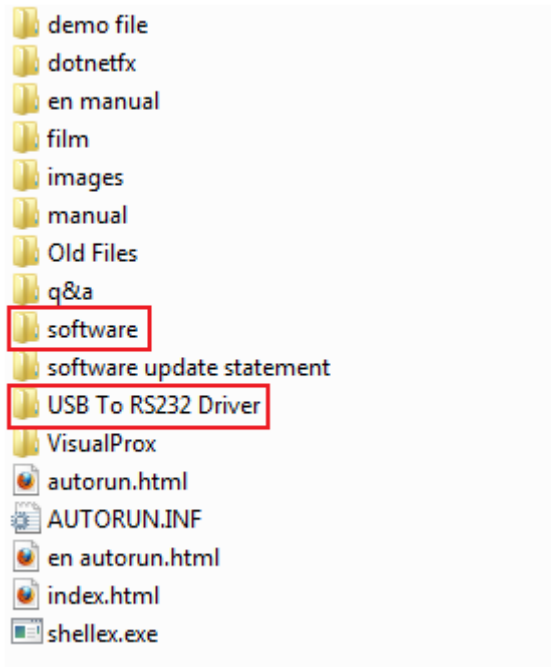 demo file
dotnetfx
en manual
film
images
manual
Old Files
q&a
software
software update statement
USB To RS232 Driver
VisualProx
autorun.html
AUTORUN.INF
en autorun.html
index.html
shellex.exe